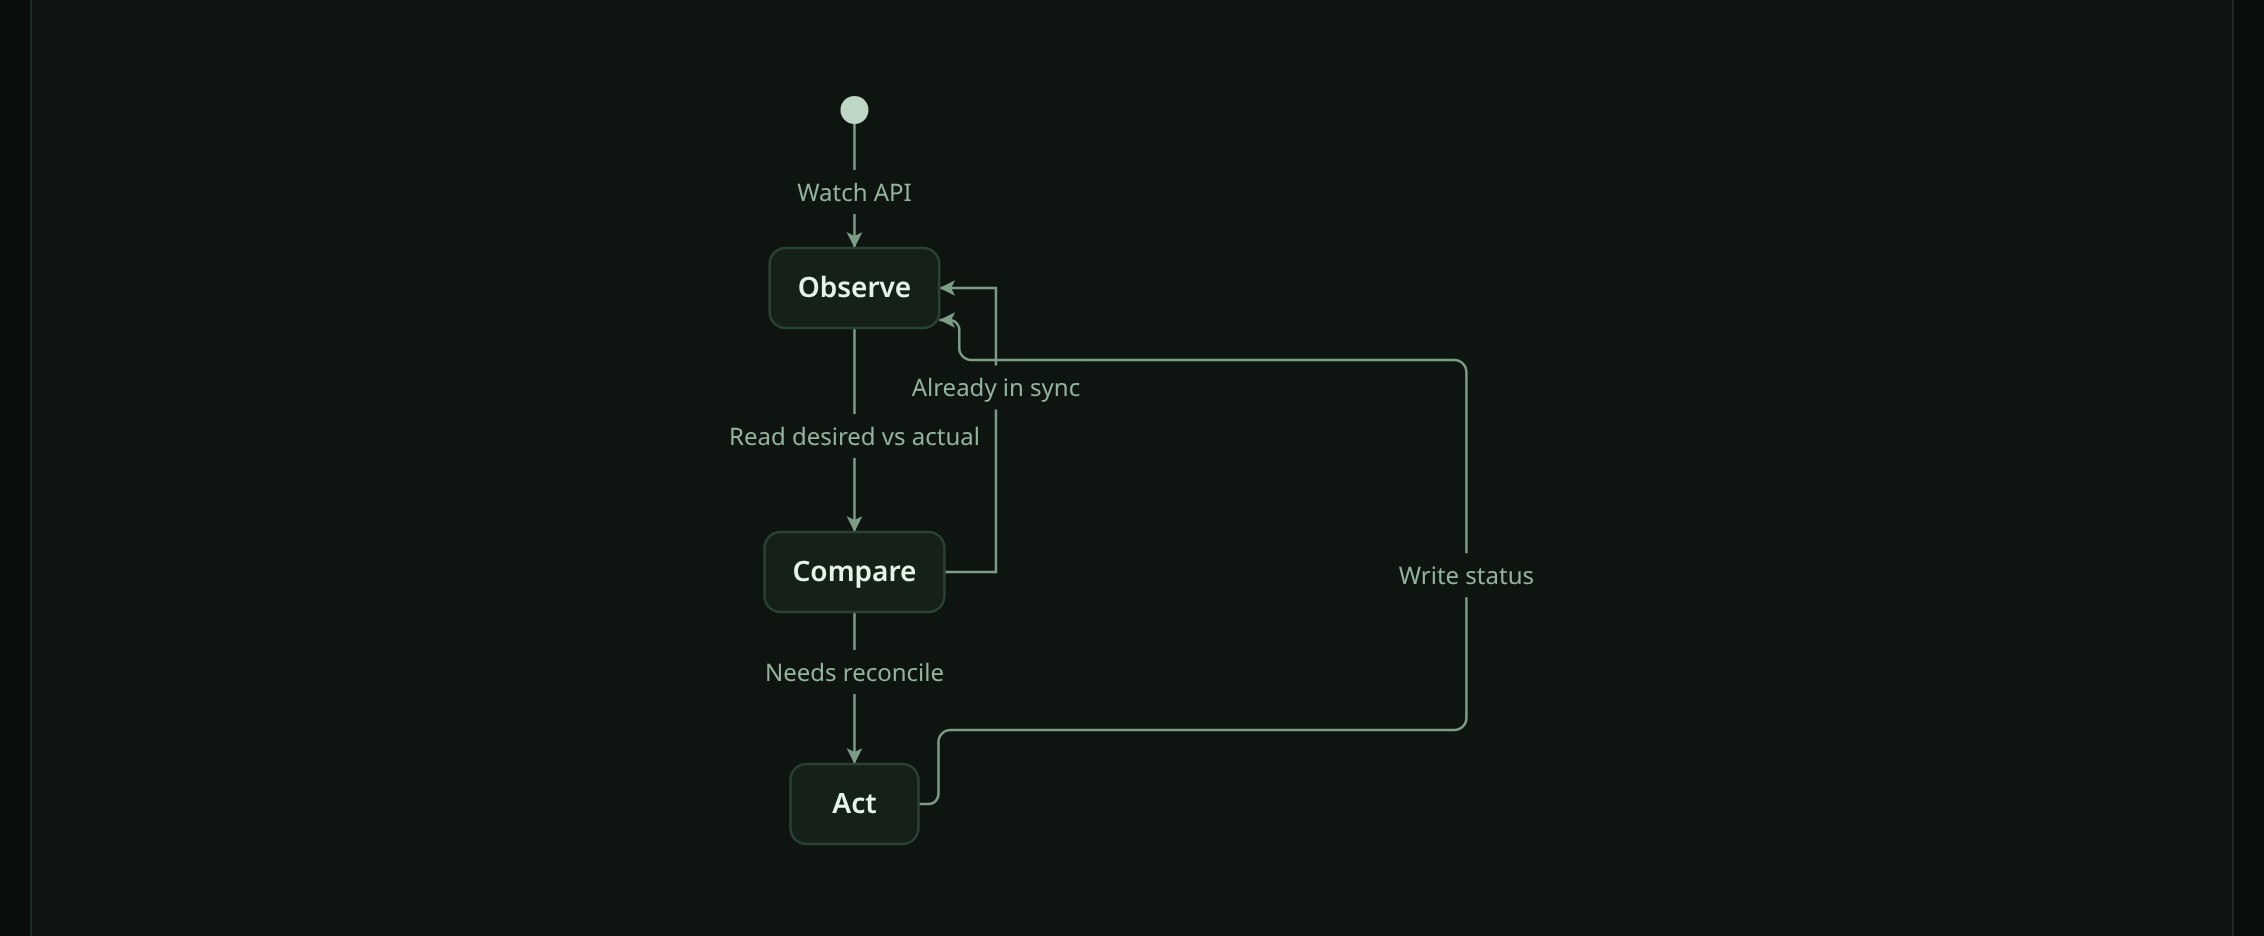 Watch API
Observe
Already in sync
Read desired vs actual
Compare
Write status
Needs reconcile
Act